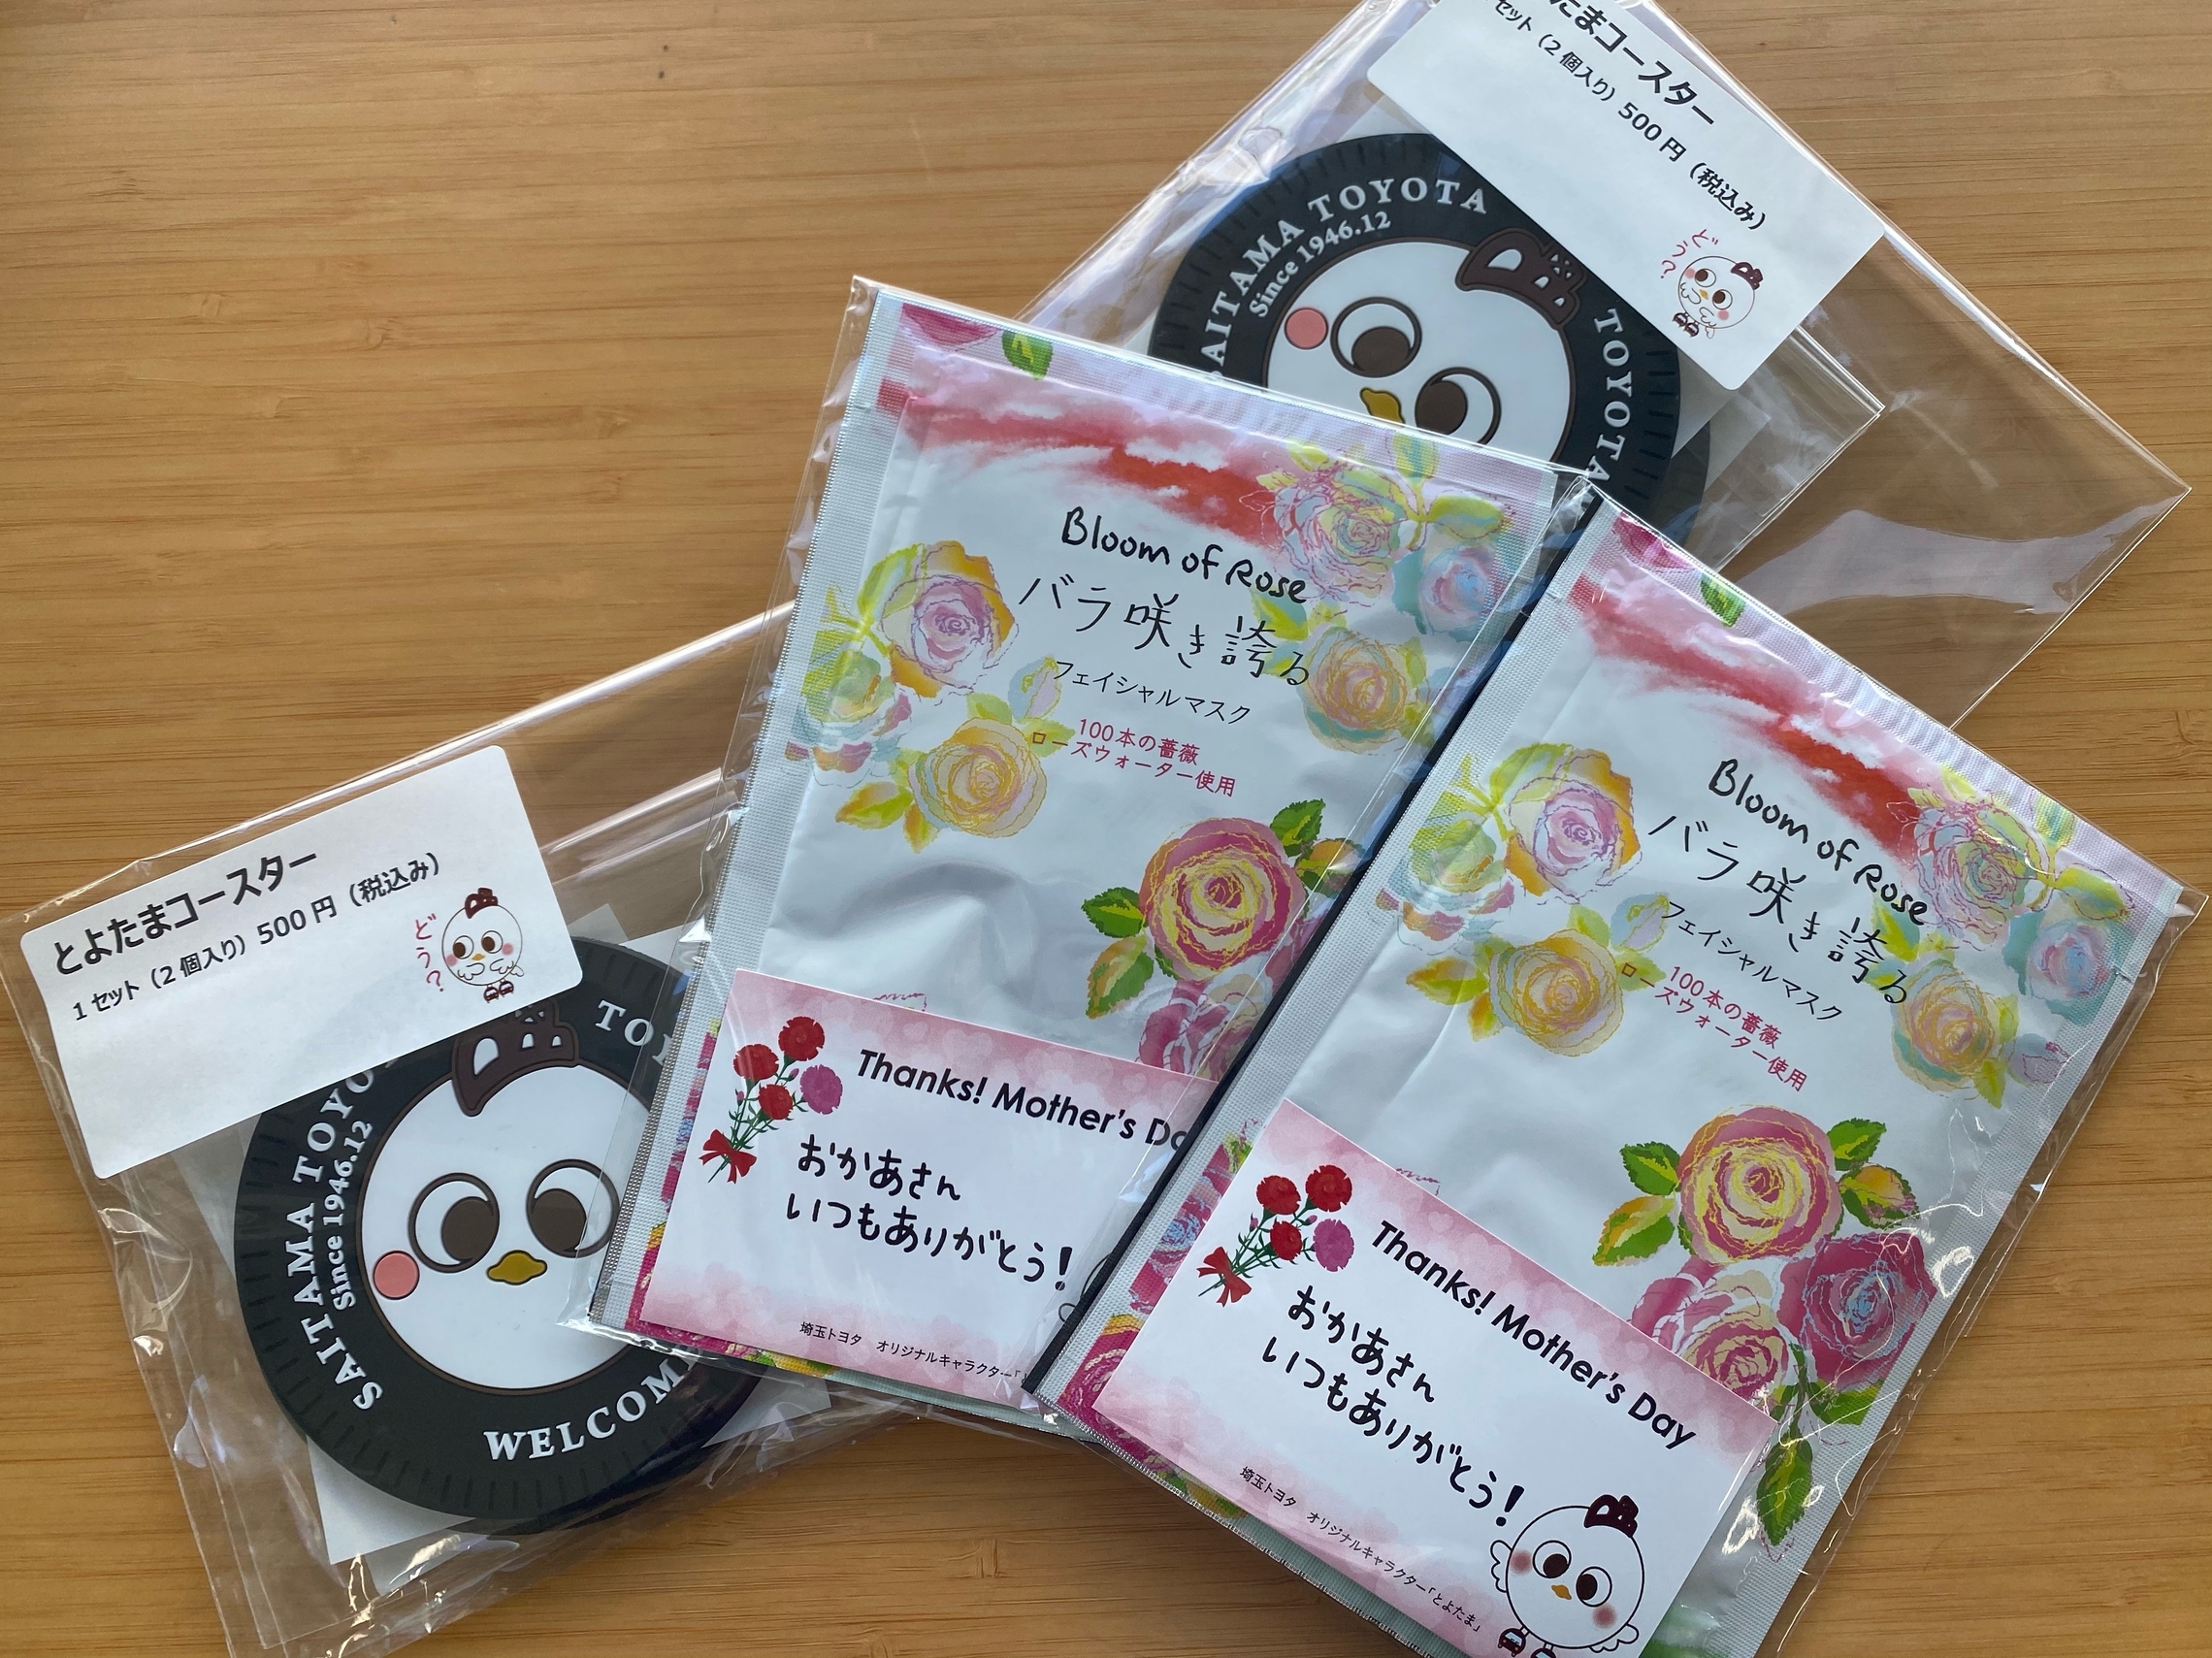 たまコースター
セット（2個入り）500円（税込み）
どう？
SAITAMA TOYOTA
Since 1946.12
TOYOTA
Bloom of Rose
バラ咲き誇る
フェイシャルマスク
100本の薔薇
ローズウォーター使用
Thanks! Mother's Da
おかあさん
いつもありがとう!
埼玉トヨタ オリジナルキャラクター「
Bloom of Rose
バラ咲き誇る
フェイシャルマスク
100本の薔薇
ローズウォーター使用
Thanks! Mother's Day
おかあさん
いつもありがとう!
埼玉トヨタ オリジナルキャラクター「とよたま」
とよたまコースター
1セット（2個入り）500円（税込み）
どう？
SAITAMA TOYO
Since 1946.12
TO
WELCOM